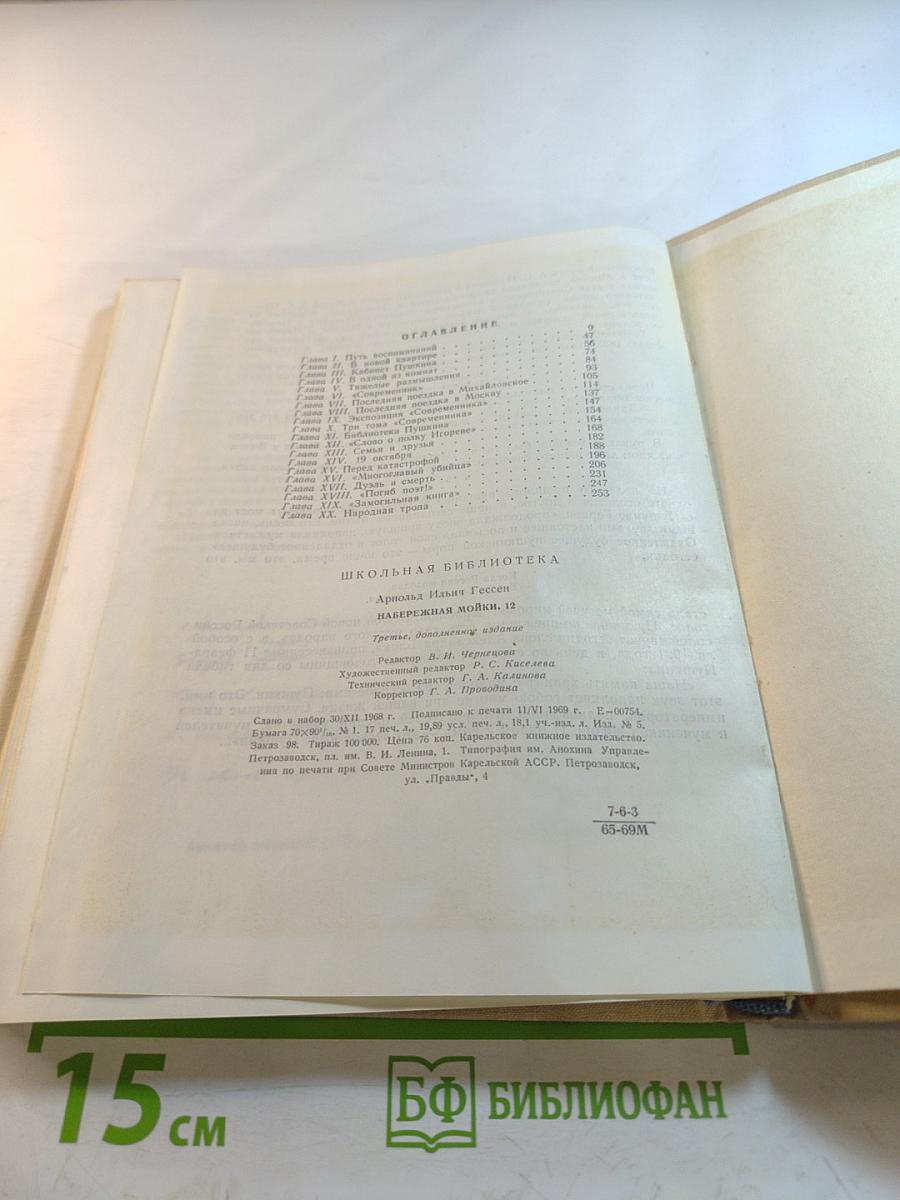 ОГЛАВЛЕНИЕ
Глава I. Путь воспоминаний 9
Глава II. В новой квартире 47
Глава III. Кабинет Пушкина 56
Глава IV. В одной из комнат 74
Глава V. Тяжелые размышления 84
Глава VI. «Современник» 93
Глава VII. Последняя поездка в Михайловское 105
Глава VIII. Последняя поездка в Москву 114
Глава IX. Экспозиция «Современника» 137
Глава X. Три тома «Современника» 147
Глава XI. Библиотека Пушкина 154
Глава XII. «Слово о полку Игореве» 164
Глава XIII. Семья и друзья 168
Глава XIV. 19 октября 182
Глава XV. Перед катастрофой 188
Глава XVI. «Многоглавый убийца» 196
Глава XVII. Дуэль и смерть 206
Глава XVIII. «Погиб поэт!» 231
Глава XIX. «Замогильная книга» 247
Глава XX. Народная тропа 253
ШКОЛЬНАЯ БИБЛИОТЕКА
Арнольд Ильич Гессен
НАБЕРЕЖНАЯ МОЙКИ, 12
Третье, дополненное издание
Редактор В. И. Чернецова
Художественный редактор Р. С. Киселева
Технический редактор Г. А. Калинова
Корректор Г. А. Проводина
Сдано в набор 30/XII 1968 г. Подписано к печати 11/VI 1969 г. Е—00754.
Бумага 70×90¹/₁₆, № 1. 17 печ. л., 19,89 усл. печ. л., 18,1 уч.-изд. л. Изд. № 5.
Заказ 98. Тираж 100 000. Цена 76 коп. Карельское книжное издательство.
Петрозаводск, пл. им. В. И. Ленина, 1. Типография им. Анохина Управле-
ния по печати при Совете Министров Карельской АССР. Петрозаводск,
ул. „Правды“, 4
7-6-3
65-69М
15 см
БФ БИБЛИОФАН